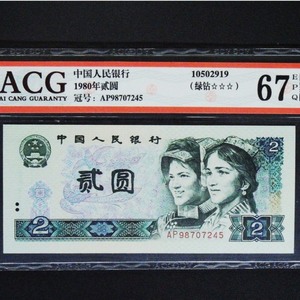 ACG
AI CANG GUARANTY
中国人民银行
1980年贰圆
冠号：AP98707245
10502919
（绿钻☆☆☆）
67
E
P
中国人民银行
贰圆
2
2
AP98707245